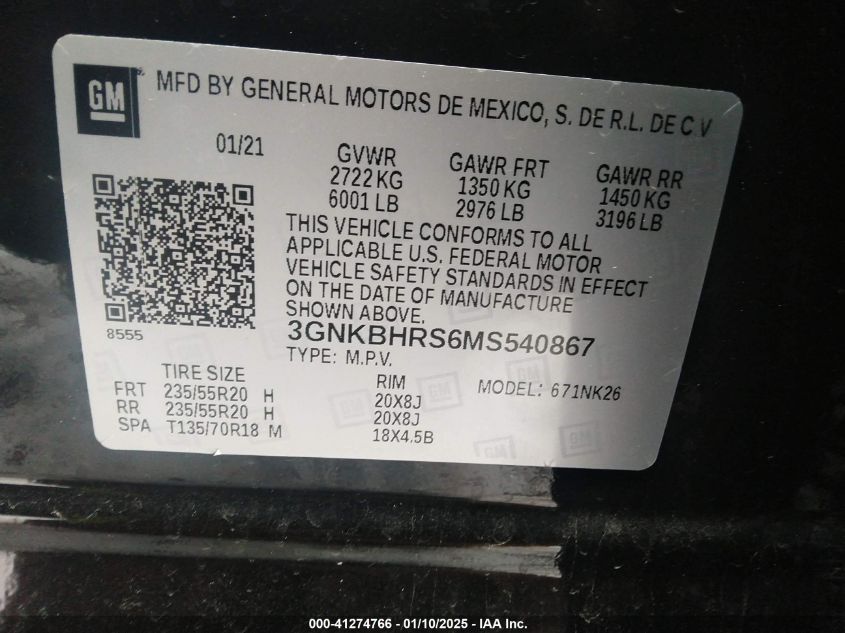 GM
MFD BY GENERAL MOTORS DE MEXICO, S. DE R.L. DE C V
01/21
GVWR GAWR FRT GAWR RR
2722 KG 1350 KG 1450 KG
6001 LB 2976 LB 3196 LB
THIS VEHICLE CONFORMS TO ALL
APPLICABLE U.S. FEDERAL MOTOR
VEHICLE SAFETY STANDARDS IN EFFECT
ON THE DATE OF MANUFACTURE
SHOWN ABOVE.
8555
3GNKBHRS6MS540867
TYPE: M.P.V.
TIRE SIZE RIM MODEL: 671NK26
FRT 235/55R20 H 20X8J
RR 235/55R20 H 20X8J
SPA T135/70R18 M 18X4.5B
000-41274766 — 01/10/2025 - IAA Inc.